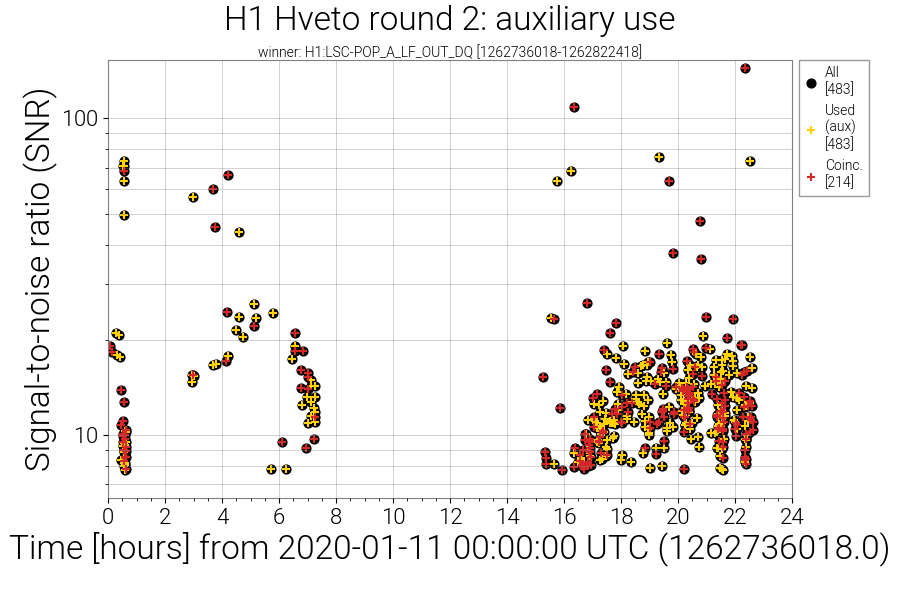 H1 Hveto round 2: auxiliary use
winner: H1:LSC-POP_A_LF_OUT_DQ [1262736018-1262822418]
Signal-to-noise ratio (SNR)
100
10
All
[483]
Used
(aux)
[483]
Coinc.
[214]
0 2 4 6 8 10 12 14 16 18 20 22 24
Time [hours] from 2020-01-11 00:00:00 UTC (1262736018.0)